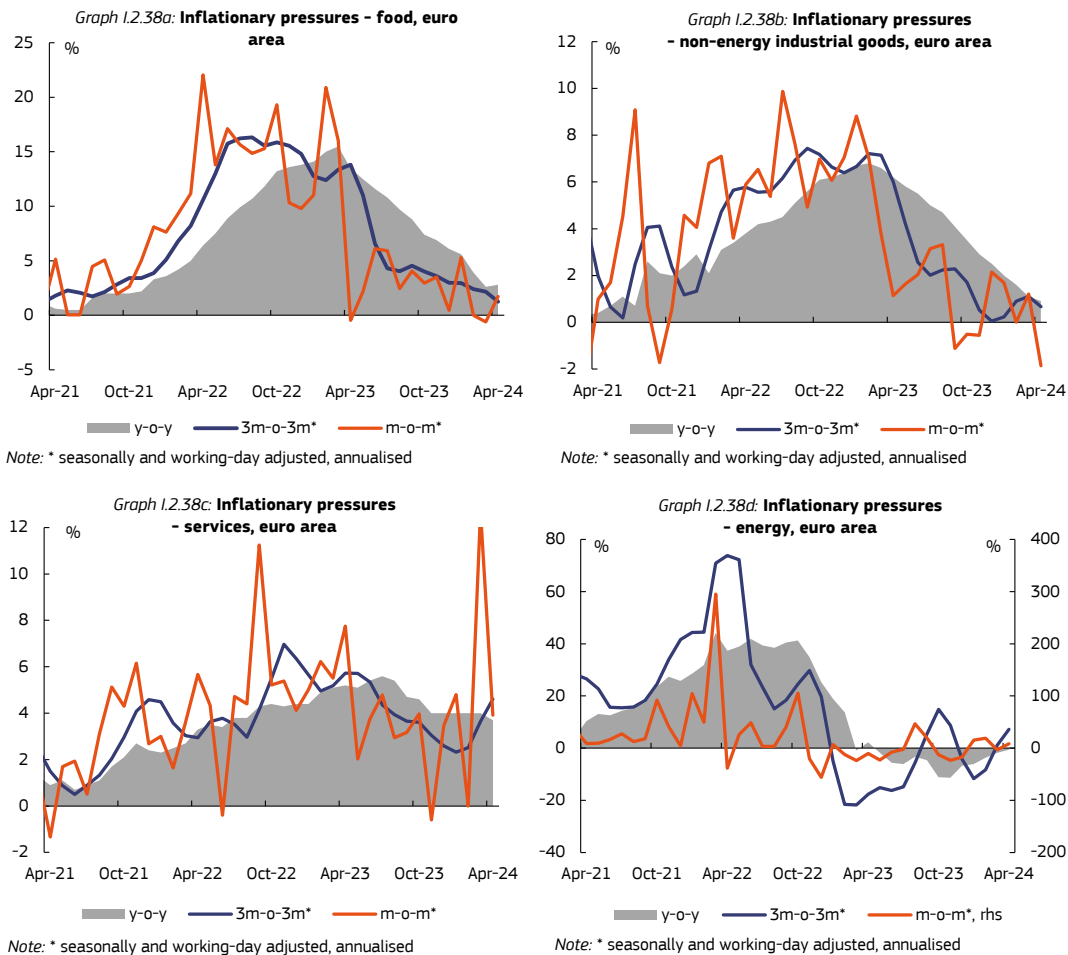 Graph I.2.38a: Inflationary pressures – food, euro
area
%
25
20
15
10
5
0
-5
Apr-21 Oct-21 Apr-22 Oct-22 Apr-23 Oct-23 Apr-24
y-o-y 3m-o-3m* m-o-m*
Note: * seasonally and working-day adjusted, annualised
Graph I.2.38b: Inflationary pressures
– non-energy industrial goods, euro area
%
12
10
8
6
4
2
0
-2
Apr-21 Oct-21 Apr-22 Oct-22 Apr-23 Oct-23 Apr-24
y-o-y 3m-o-3m* m-o-m*
Note: * seasonally and working-day adjusted, annualised
Graph I.2.38c: Inflationary pressures
– services, euro area
%
12
10
8
6
4
2
0
-2
Apr-21 Oct-21 Apr-22 Oct-22 Apr-23 Oct-23 Apr-24
y-o-y 3m-o-3m* m-o-m*
Note: * seasonally and working-day adjusted, annualised
Graph I.2.38d: Inflationary pressures
– energy, euro area
% %
80 400
60 300
40 200
20 100
0 0
-20 -100
-40 -200
Apr-21 Oct-21 Apr-22 Oct-22 Apr-23 Oct-23 Apr-24
y-o-y 3m-o-3m* m-o-m*, rhs
Note: * seasonally and working-day adjusted, annualised